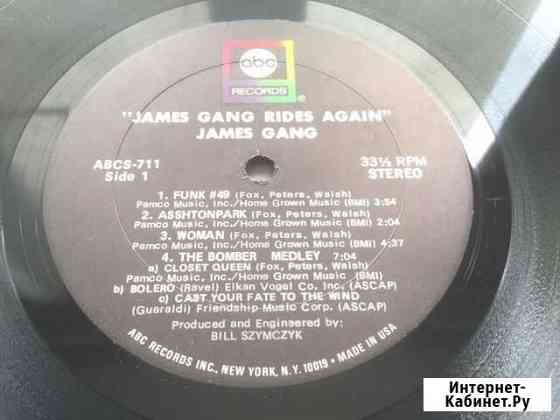 abc
RECORDS®
"JAMES GANG RIDES AGAIN"
JAMES GANG
ABCS-711
Side 1
33⅓ RPM
STEREO
1. FUNK #49 (Fox, Peters, Walsh)
Pamco Music, Inc./Home Grown Music (BMI) 3:54
2. ASSHTONPARK (Fox, Peters, Walsh)
Pamco Music, Inc./Home Grown Music (BMI) 2:04
3. WOMAN (Fox, Peters, Walsh)
Pamco Music, Inc./Home Grown Music (BMI) 4:37
4. THE BOMBER MEDLEY 7:04
a) CLOSET QUEEN (Fox, Peters, Walsh)
Pamco Music, Inc./Home Grown Music (BMI)
b) BOLERO (Ravel) Elkan Vogel Co. Inc. (ASCAP)
c) CAST YOUR FATE TO THE WIND
(Guaraldi) Friendship Music Corp. (ASCAP)
Produced and Engineered by:
BILL SZYMCZYK
ABC RECORDS INC., NEW YORK, N.Y. 10019 • MADE IN USA
Интернет-
Кабинет.Ру